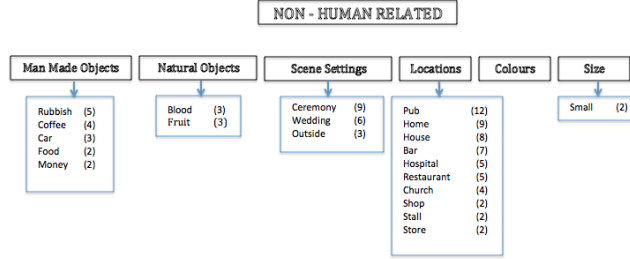 NON - HUMAN RELATED
Man Made Objects
Natural Objects
Scene Settings
Locations
Colours
Size
Rubbish (5)
Coffee (4)
Car (3)
Food (2)
Money (2)
Blood (3)
Fruit (3)
Ceremony (9)
Wedding (6)
Outside (3)
Pub (12)
Home (9)
House (8)
Bar (7)
Hospital (5)
Restaurant (5)
Church (4)
Shop (2)
Stall (2)
Store (2)
Small (2)